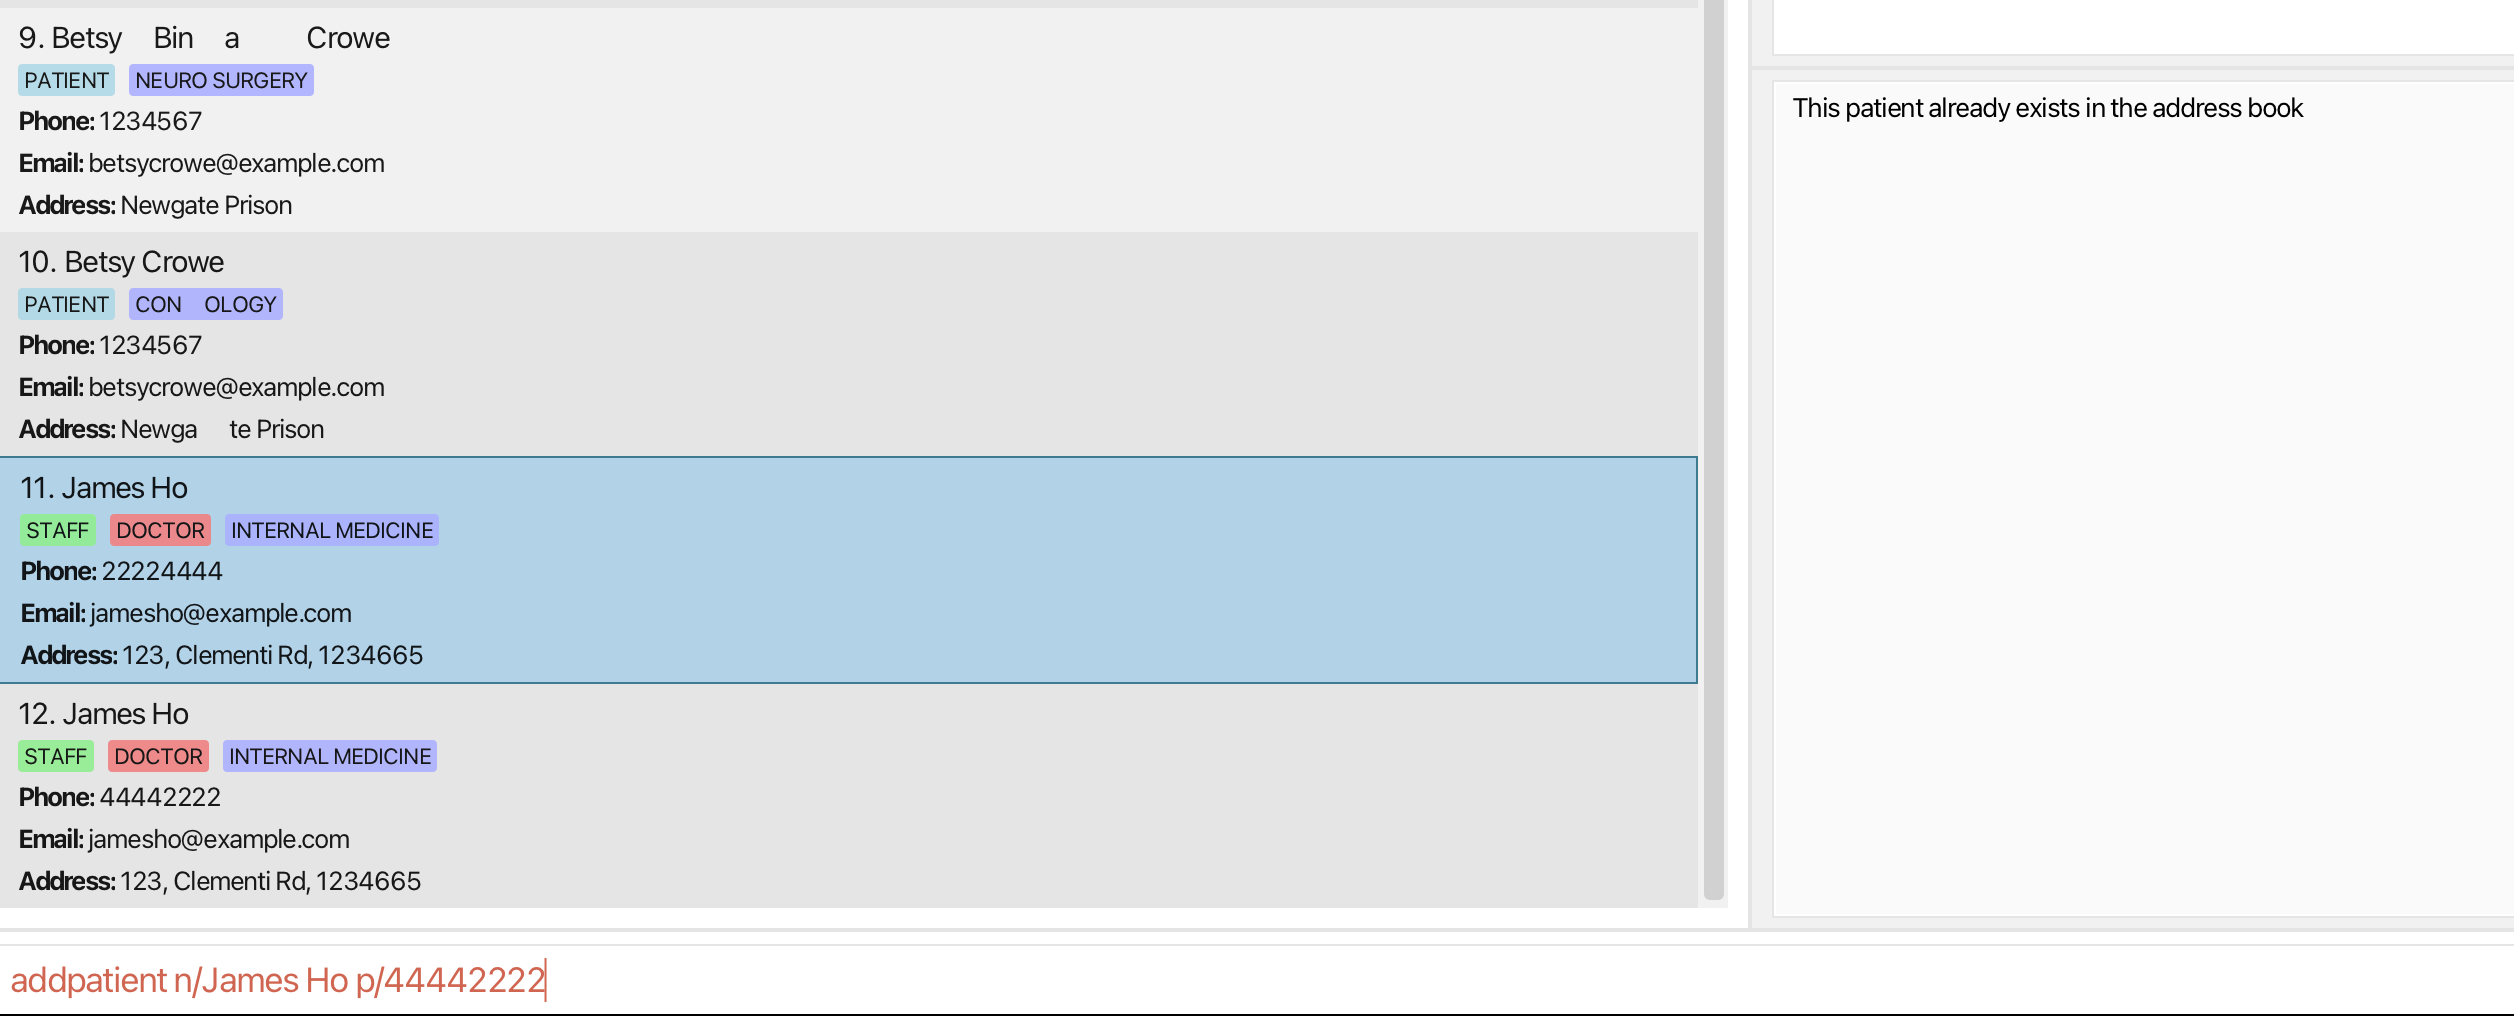 9. Betsy    Bin    a        Crowe
PATIENT NEURO SURGERY
Phone: 1234567
Email: betsycrowe@example.com
Address: Newgate Prison
10. Betsy Crowe
PATIENT CON    OLOGY
Phone: 1234567
Email: betsycrowe@example.com
Address: Newga    te Prison
11. James Ho
STAFF DOCTOR INTERNAL MEDICINE
Phone: 22224444
Email: jamesho@example.com
Address: 123, Clementi Rd, 1234665
12. James Ho
STAFF DOCTOR INTERNAL MEDICINE
Phone: 44442222
Email: jamesho@example.com
Address: 123, Clementi Rd, 1234665
This patient already exists in the address book
addpatient n/James Ho p/44442222